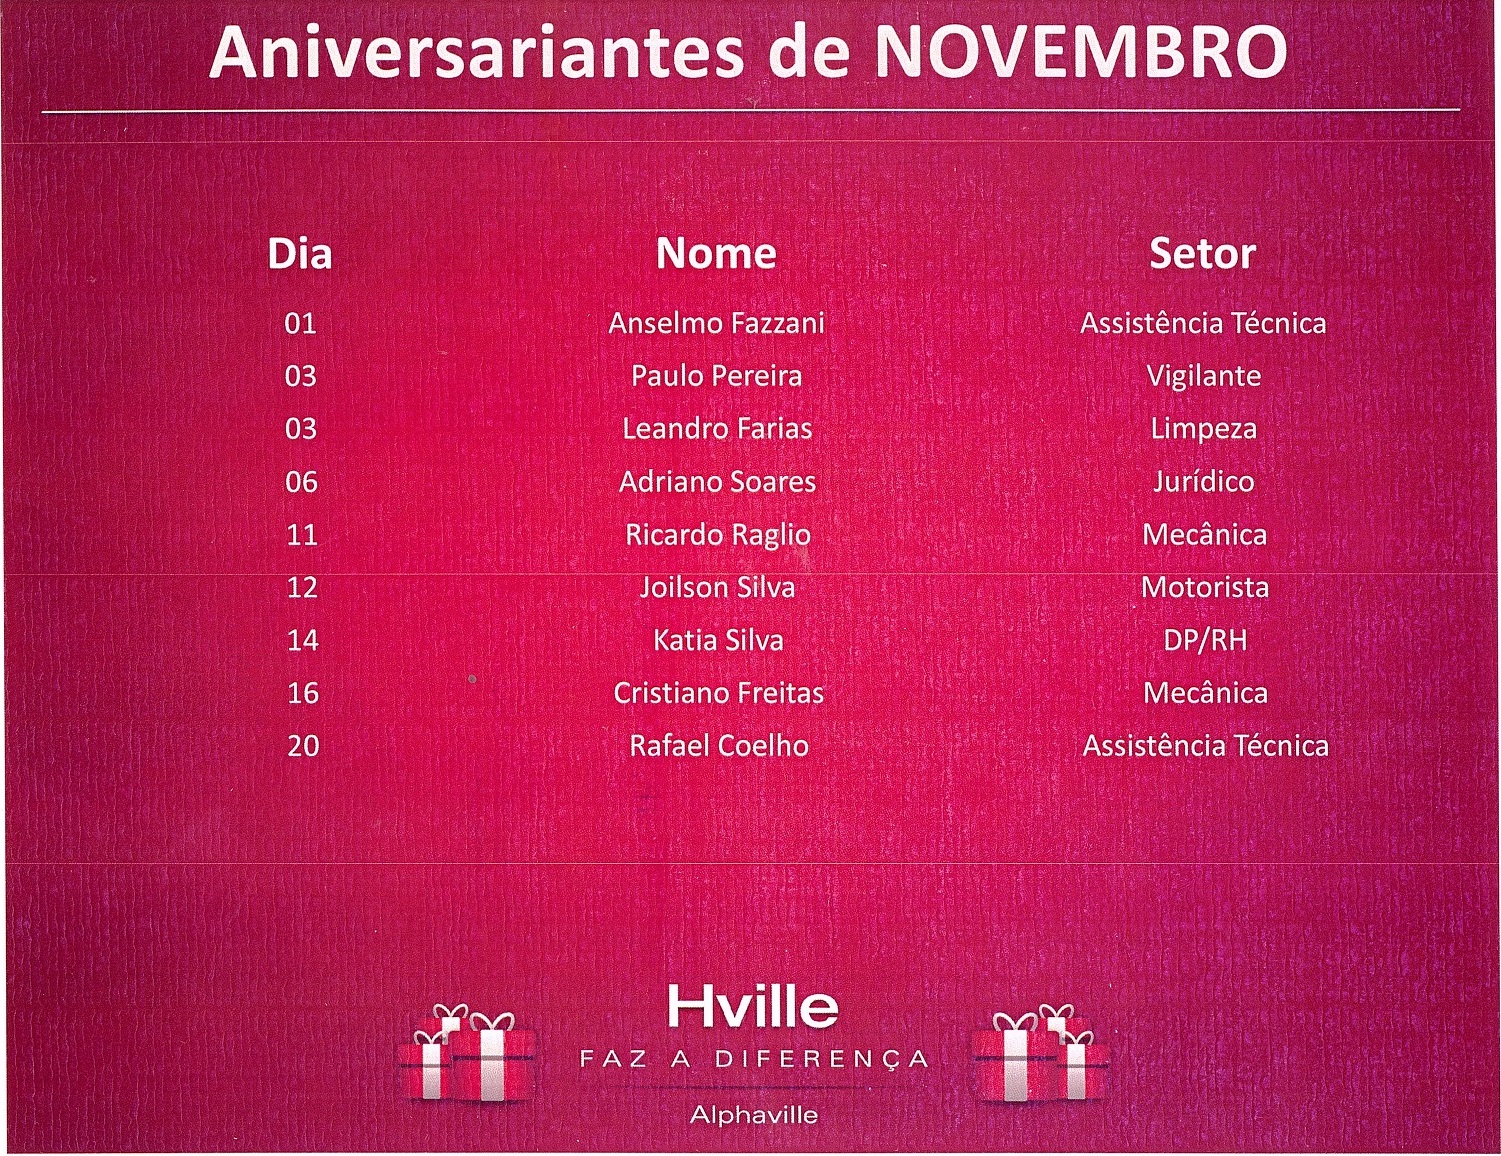 Aniversariantes de NOVEMBRO
Dia Nome Setor
01 Anselmo Fazzani Assistência Técnica
03 Paulo Pereira Vigilante
03 Leandro Farias Limpeza
06 Adriano Soares Jurídico
11 Ricardo Raglio Mecânica
12 Joilson Silva Motorista
14 Katia Silva DP/RH
16 Cristiano Freitas Mecânica
20 Rafael Coelho Assistência Técnica
Hville
FAZ A DIFERENÇA
Alphaville